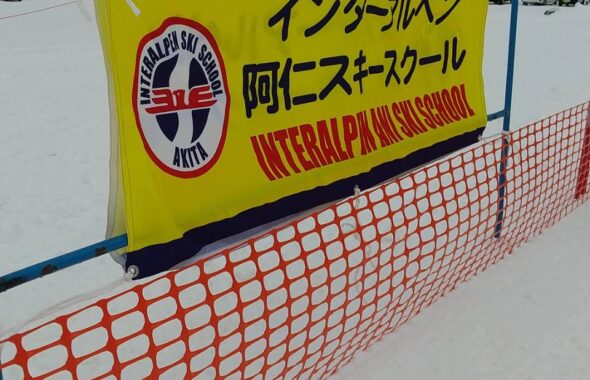 インターアルペン
阿仁スキースクール
INTERALPEN ANI SKI SCHOOL
INTERALPEN SKI SCHOOL
AKITA